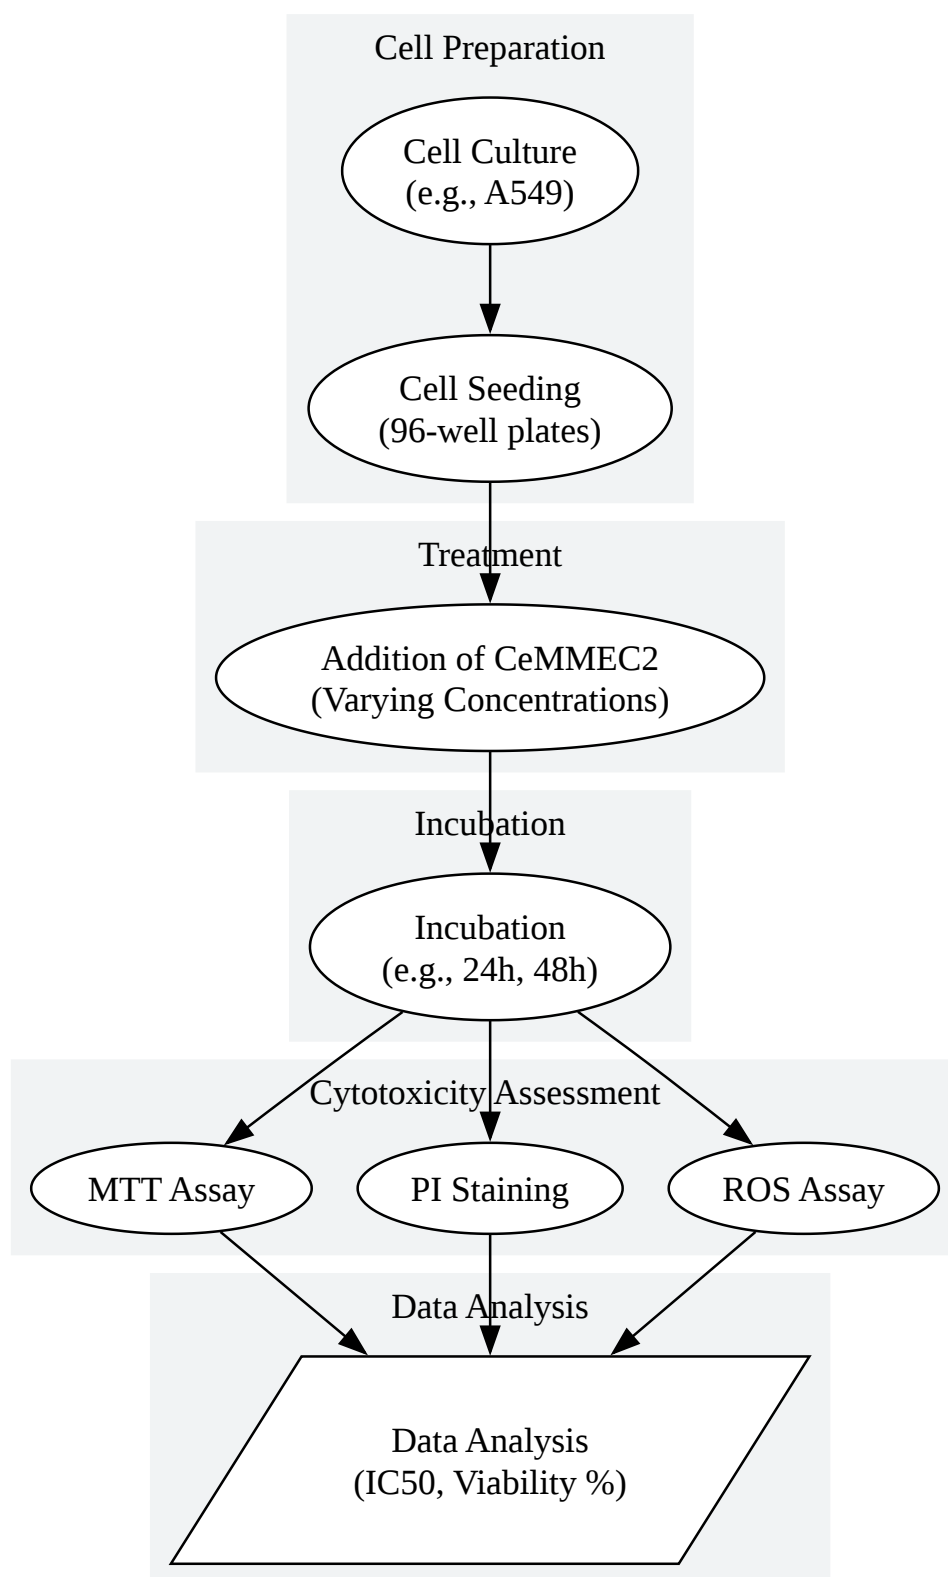 Cell Preparation
Cell Culture
(e.g., A549)
Cell Seeding
(96-well plates)
Treatment
Addition of CeMMEC2
(Varying Concentrations)
Incubation
Incubation
(e.g., 24h, 48h)
Cytotoxicity Assessment
MTT Assay
PI Staining
ROS Assay
Data Analysis
Data Analysis
(IC50, Viability %)